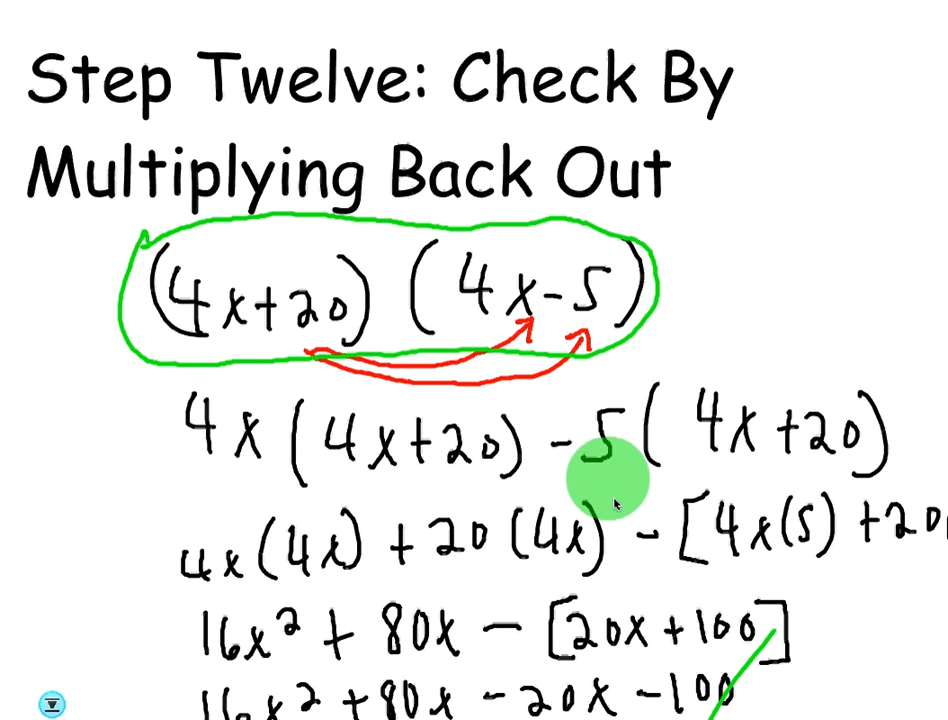 Step Twelve: Check By
Multiplying Back Out
(4x+20) (4x-5)
4x (4x+20) -5( 4x+20)
4x(4x) + 20(4x) - [4x(5) +20
16x² + 80x - [20x+100]
16x² +80x -20x -100